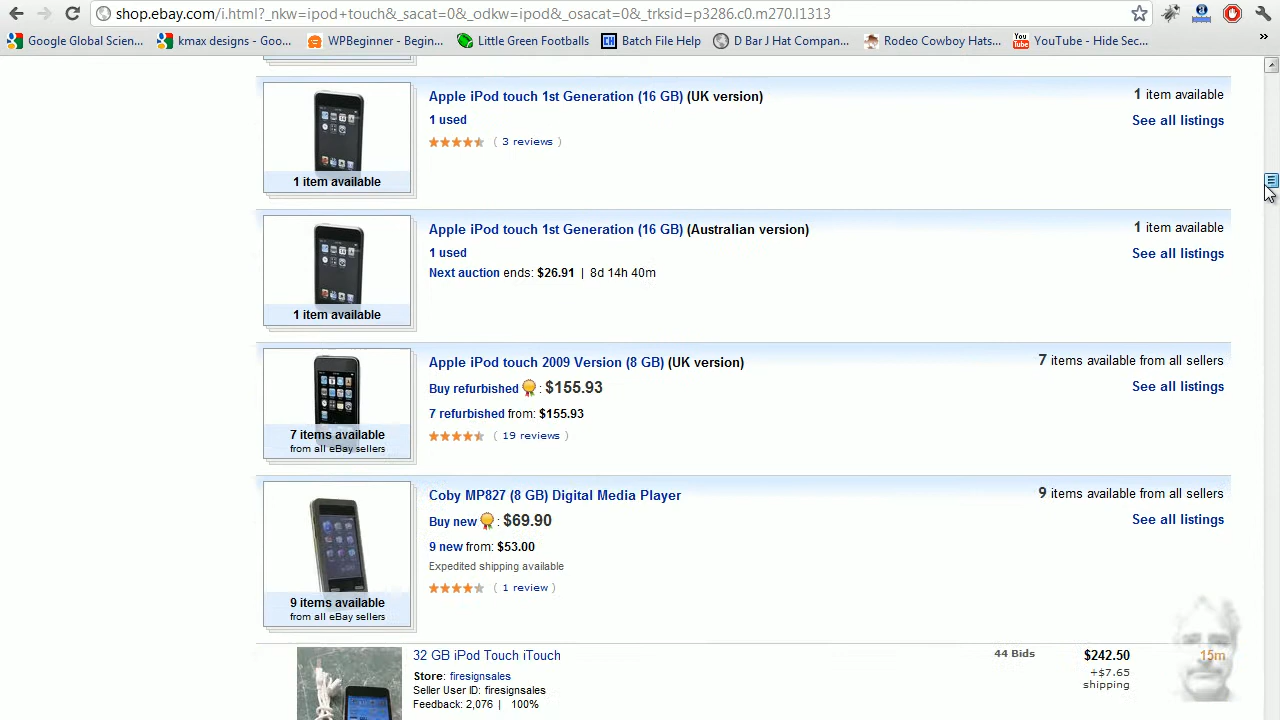 shop.ebay.com/i.html?_nkw=ipod+touch&_sacat=0&_odkw=ipod&_osacat=0&_trksid=p3286.c0.m270.l1313
Google Global Scien... kmax designs - Goo... WPBeginner - Begin... Little Green Footballs CH Batch File Help D Bar J Hat Compan... Rodeo Cowboy Hats... You Tube YouTube - Hide Sec... »
Apple iPod touch 1st Generation (16 GB) (UK version)
1 item available
1 used
See all listings
( 3 reviews )
1 item available
Apple iPod touch 1st Generation (16 GB) (Australian version)
1 item available
1 used
See all listings
Next auction ends: $26.91 | 8d 14h 40m
1 item available
Apple iPod touch 2009 Version (8 GB) (UK version)
7 items available from all sellers
Buy refurbished : $155.93
See all listings
7 refurbished from: $155.93
( 19 reviews )
7 items available
from all eBay sellers
Coby MP827 (8 GB) Digital Media Player
9 items available from all sellers
Buy new : $69.90
See all listings
9 new from: $53.00
Expedited shipping available
( 1 review )
9 items available
from all eBay sellers
32 GB iPod Touch iTouch
44 Bids
$242.50
15m
Store: firesignsales
+$7.65
shipping
Seller User ID: firesignsales
Feedback: 2,076 | 100%